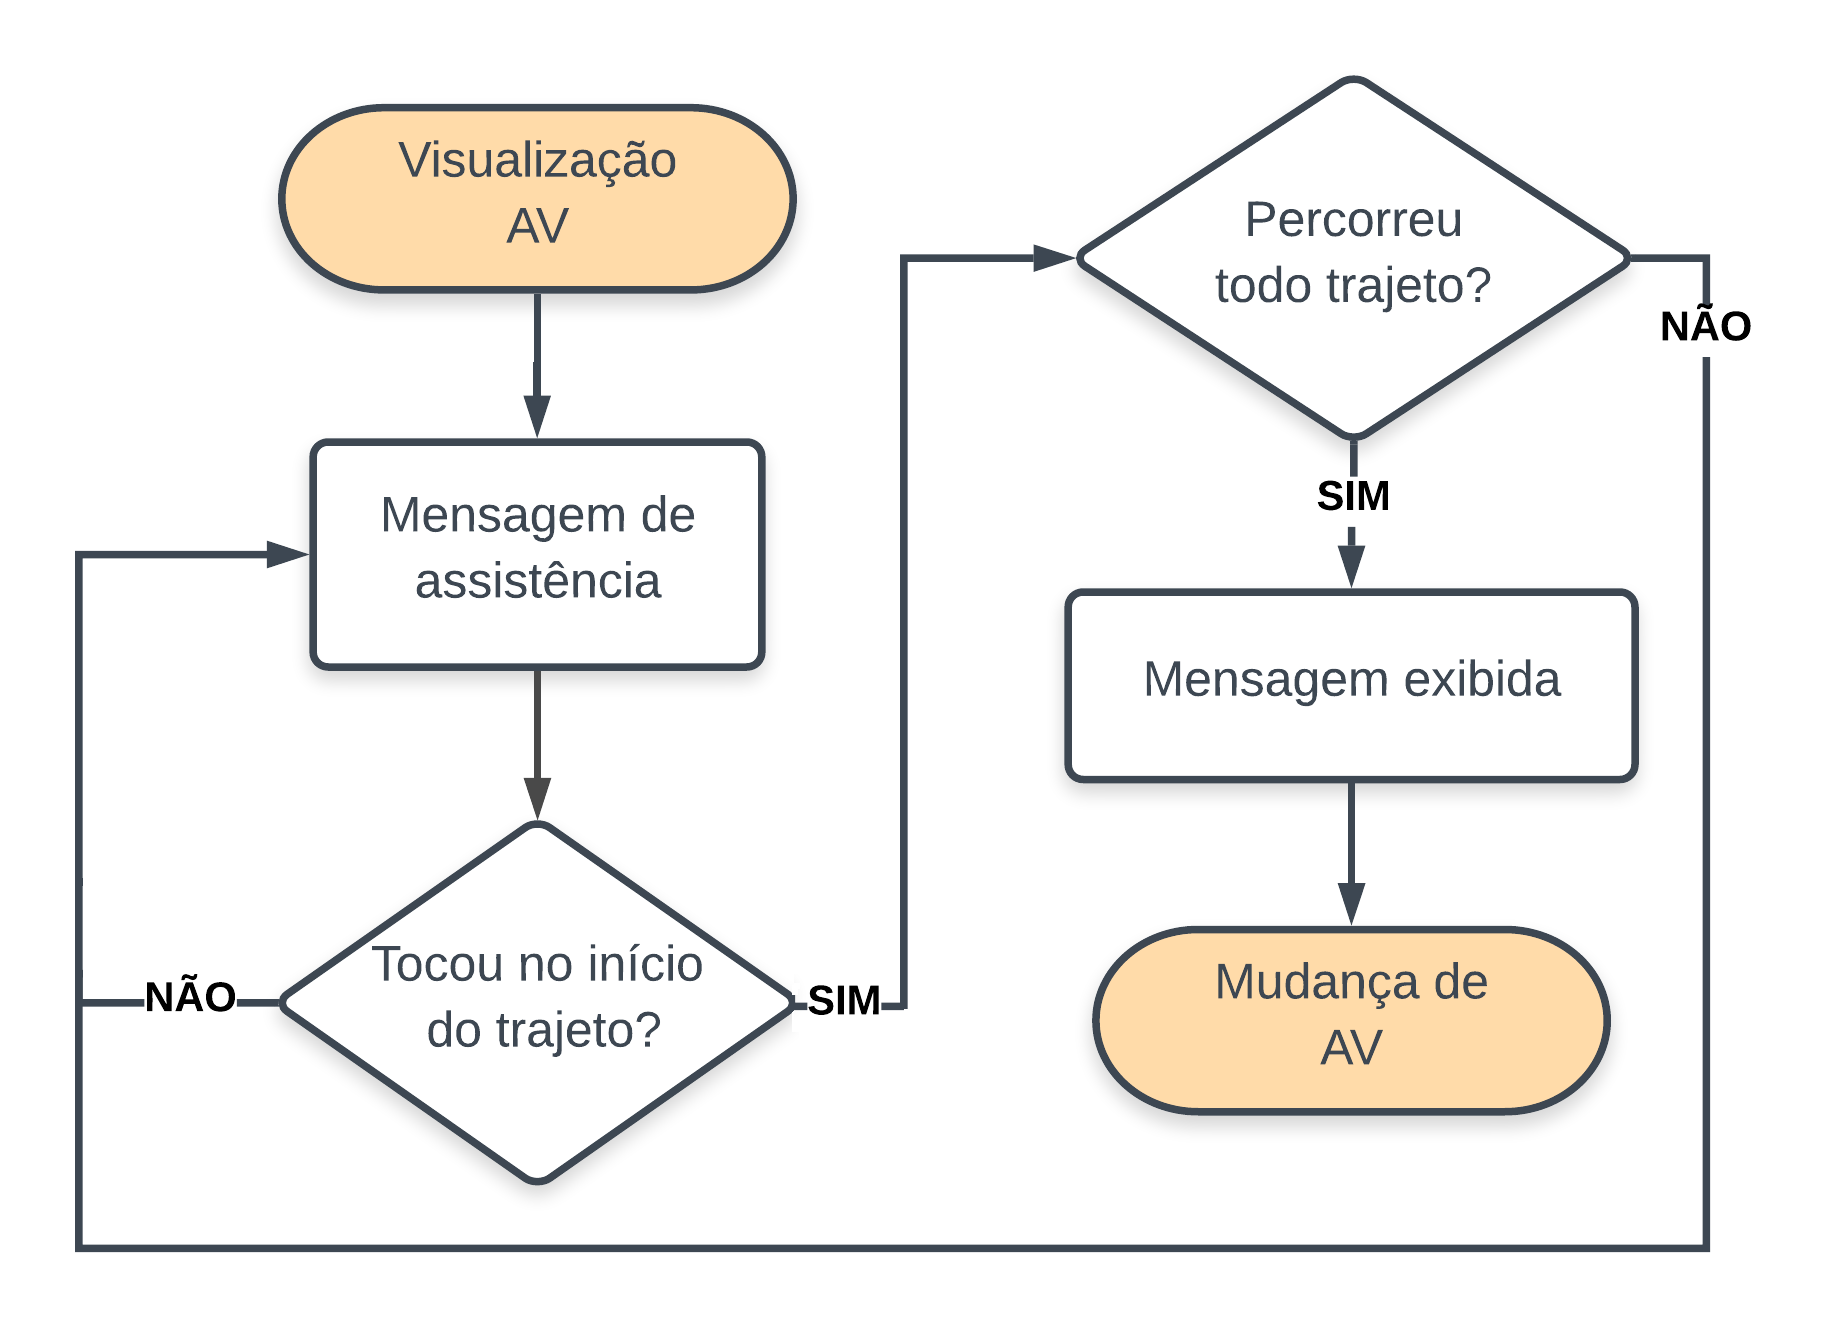 Visualização
AV
Mensagem de
assistência
Tocou no início
do trajeto?
NÃO
SIM
Percorreu
todo trajeto?
NÃO
SIM
Mensagem exibida
Mudança de
AV